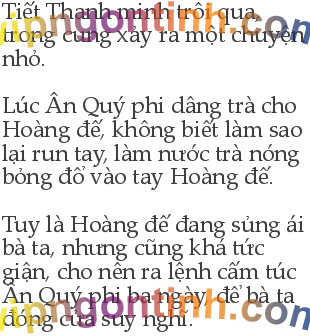 Tiết Thanh minh trôi qua,
trong cung xảy ra một chuyện
nhỏ.
Lúc Ân Quý phi dâng trà cho
Hoàng đế, không biết làm sao
lại run tay, làm nước trà nóng
bỏng đổ vào tay Hoàng đế.
Tuy là Hoàng đế đang sủng ái
bà ta, nhưng cũng khá tức
giận, cho nên ra lệnh cấm túc
Ân Quý phi ba ngày, để bà ta
đóng cửa suy nghĩ.